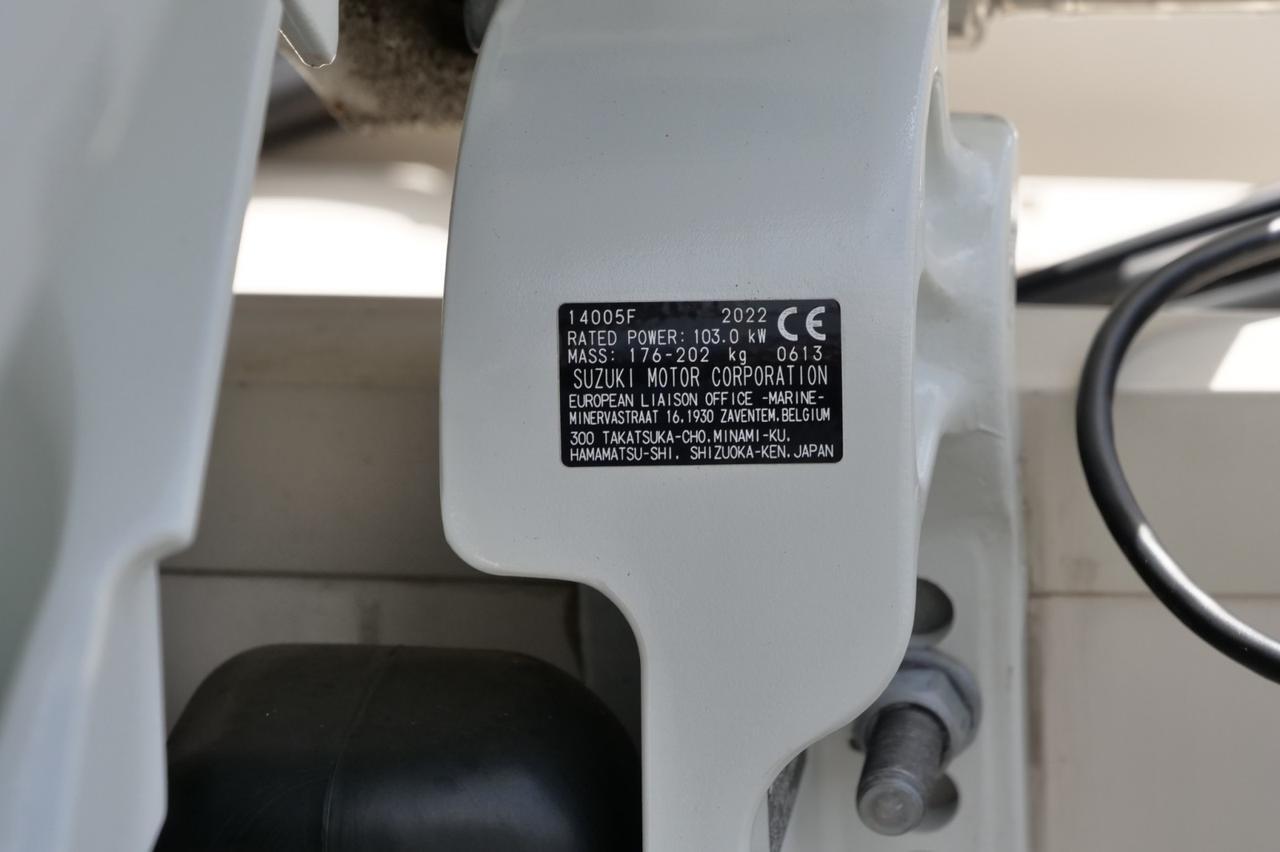 14005F 2022 CE
RATED POWER: 103.0 kW
MASS: 176-202 kg 0613
SUZUKI MOTOR CORPORATION
EUROPEAN LIAISON OFFICE -MARINE-
MINERVASTRAAT 16.1930 ZAVENTEM.BELGIUM
300 TAKATSUKA-CHO.MINAMI-KU.
HAMAMATSU-SHI. SHIZUOKA-KEN.JAPAN